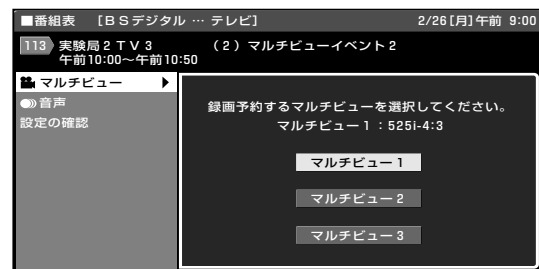 ■番組表 [BSデジタル … テレビ] 2/26[月]午前 9:00
113 実験局2TV3 (2)マルチビューイベント2
午前10:00～午前10:50
マルチビュー ▶
音声
設定の確認
録画予約するマルチビューを選択してください。
マルチビュー1:525i-4:3
マルチビュー1
マルチビュー2
マルチビュー3